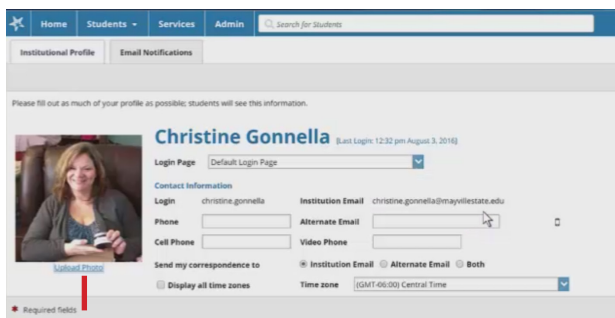 Home Students Services Admin Search for Students
Institutional Profile Email Notifications
Please fill out as much of your profile as possible; students will see this information.
Christine Gonnella [Last Login: 12:32 pm August 3, 2016]
Login Page Default Login Page
Contact Information
Login christine.gonnella Institution Email christine.gonnella@mayvillestate.edu
Phone Alternate Email
Cell Phone Video Phone
Upload Photo Send my correspondence to Institution Email Alternate Email Both
Display all time zones Time zone (GMT-06:00) Central Time
* Required fields